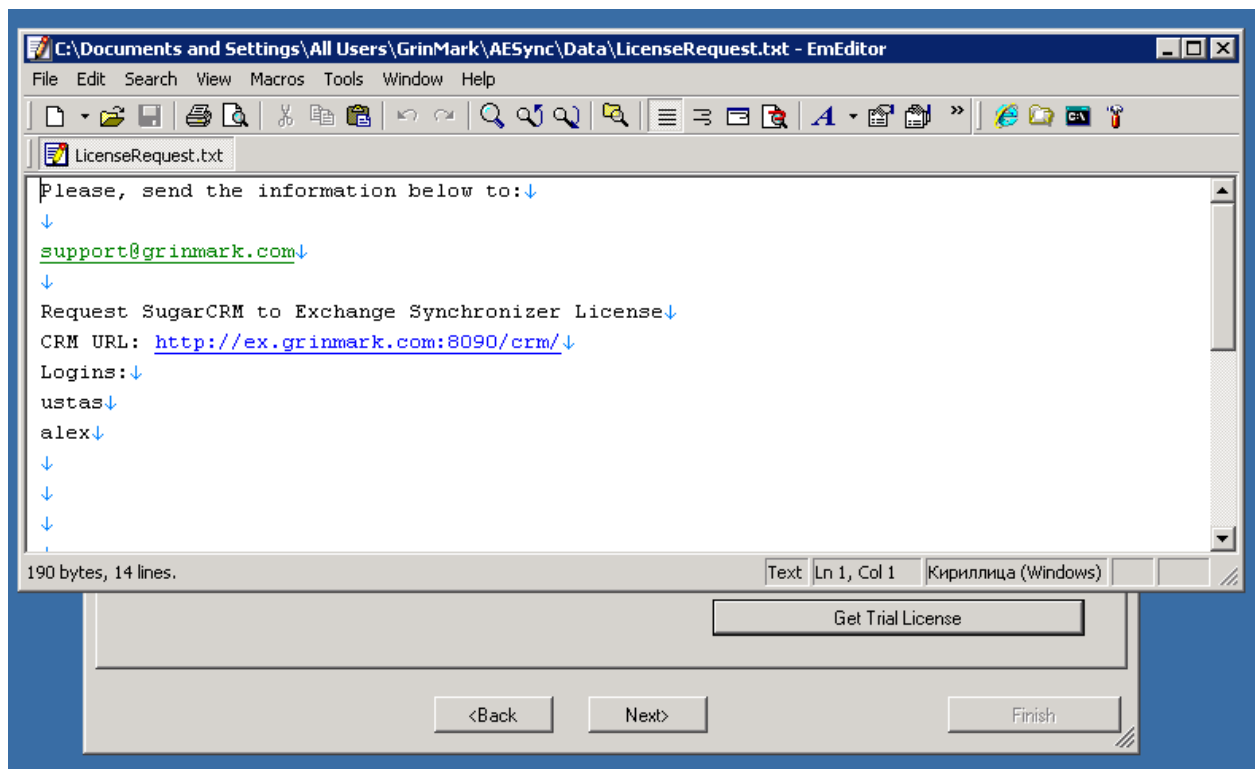 C:\Documents and Settings\All Users\GrinMark\AESync\Data\LicenseRequest.txt - EmEditor
File Edit Search View Macros Tools Window Help
LicenseRequest.txt
Please, send the information below to:↓
↓
support@grinmark.com↓
↓
Request SugarCRM to Exchange Synchronizer License↓
CRM URL: http://ex.grinmark.com:8090/crm/↓
Logins:↓
ustas↓
alex↓
↓
↓
↓
190 bytes, 14 lines. Text Ln 1, Col 1 Кириллица (Windows)
Get Trial License
<Back Next> Finish